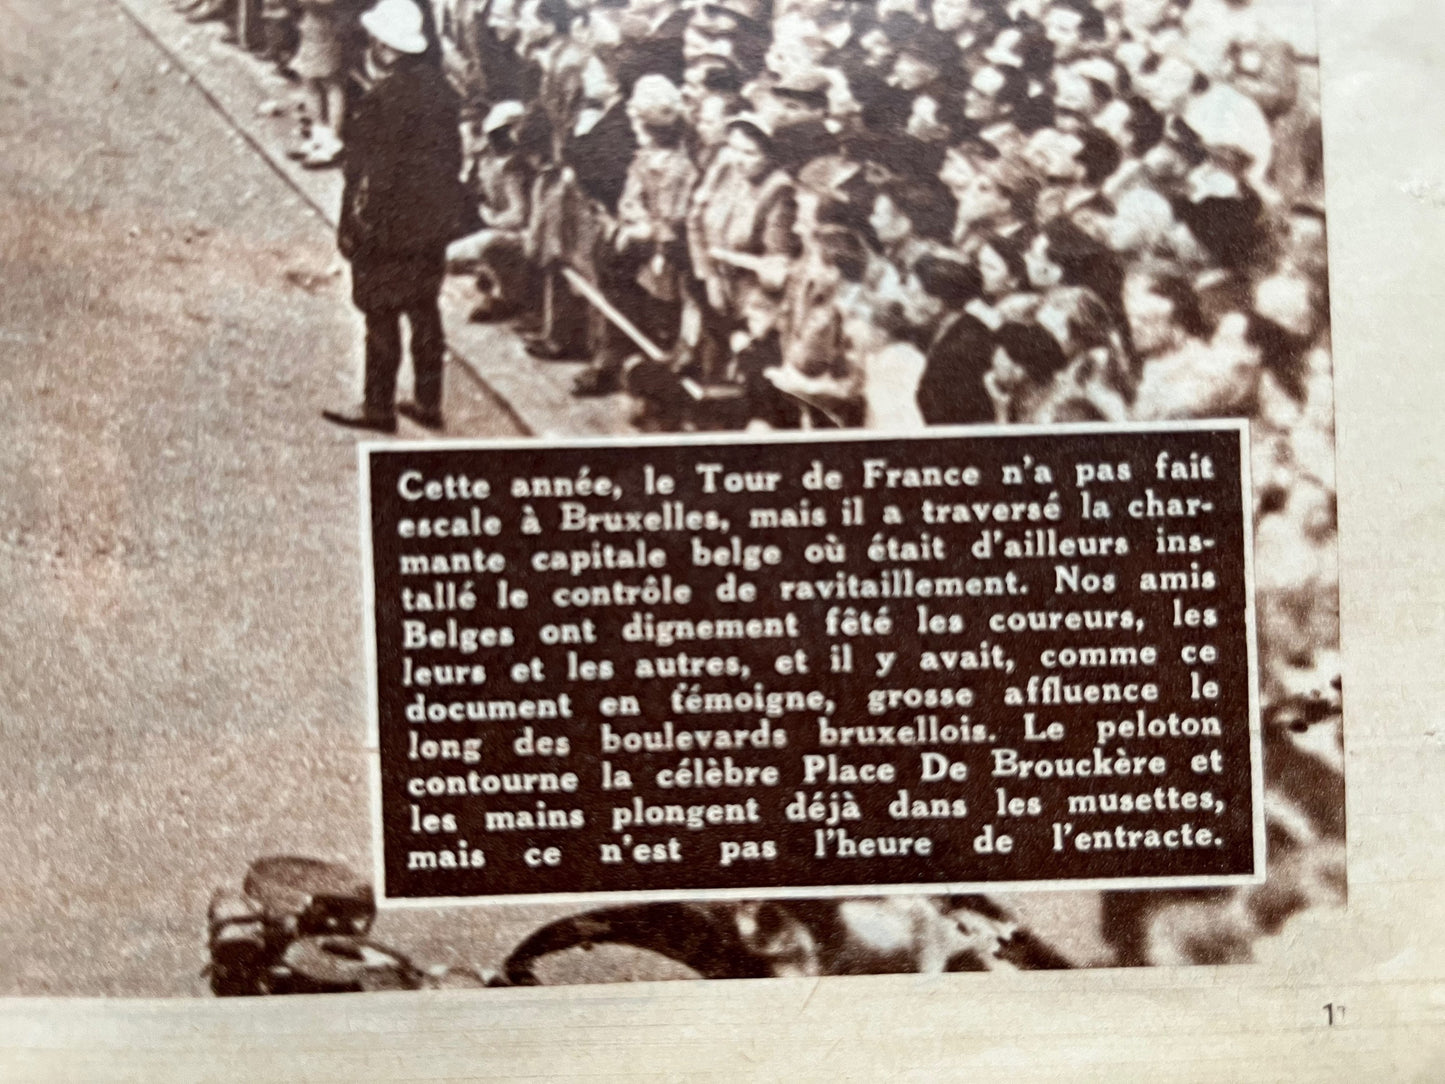 Cette année, le Tour de France n'a pas fait
escale à Bruxelles, mais il a traversé la char-
mante capitale belge où était d'ailleurs ins-
tallé le contrôle de ravitaillement. Nos amis
Belges ont dignement fêté les coureurs, les
leurs et les autres, et il y avait, comme ce
document en témoigne, grosse affluence le
long des boulevards bruxellois. Le peloton
contourne la célèbre Place De Brouckère et
les mains plongent déjà dans les musettes,
mais ce n'est pas l'heure de l'entracte.